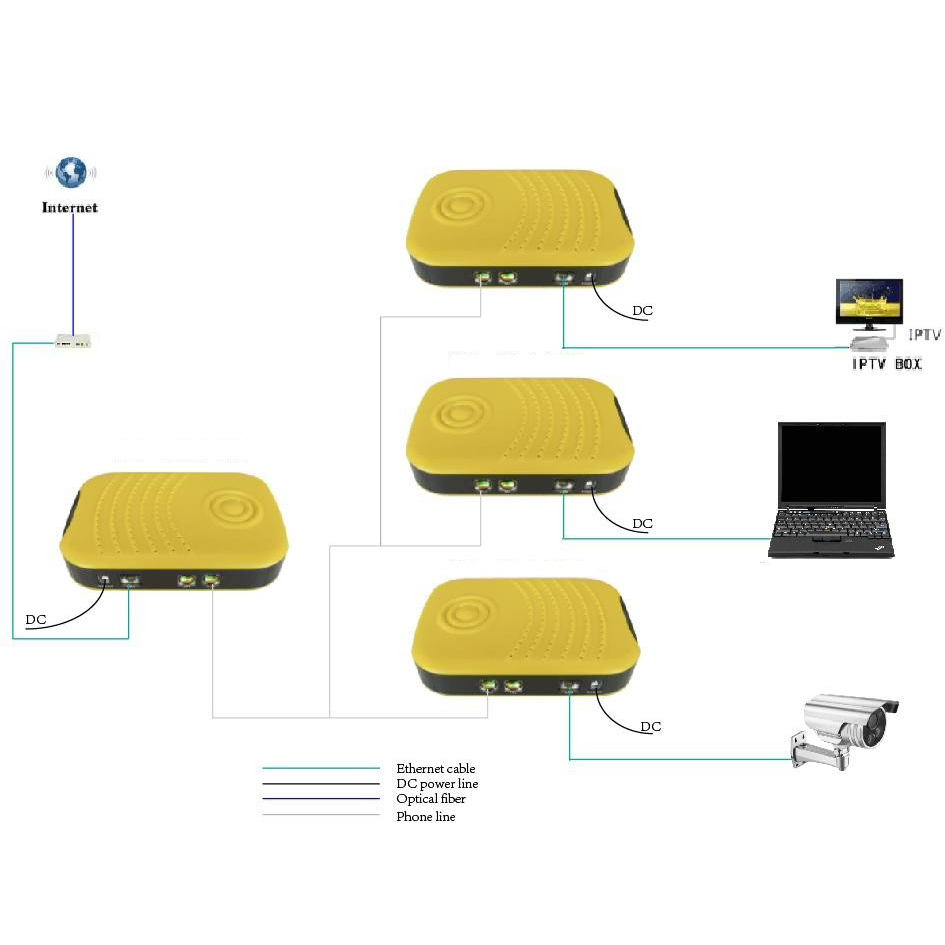 Internet
DC
IPTV
IPTV BOX
DC
DC
DC
Ethernet cable
DC power line
Optical fiber
Phone line